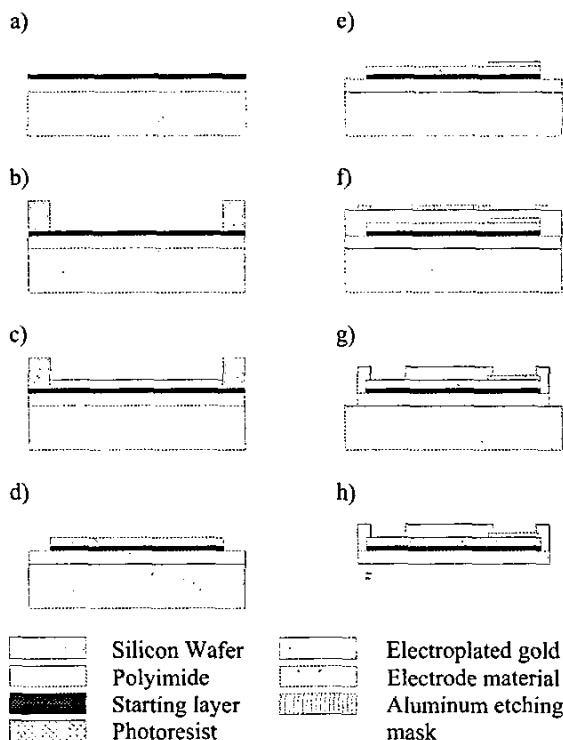 a)
e)
b)
f)
c)
g)
d)
h)
Silicon Wafer
Polyimide
Starting layer
Photoresist
Electroplated gold
Electrode material
Aluminum etching
mask